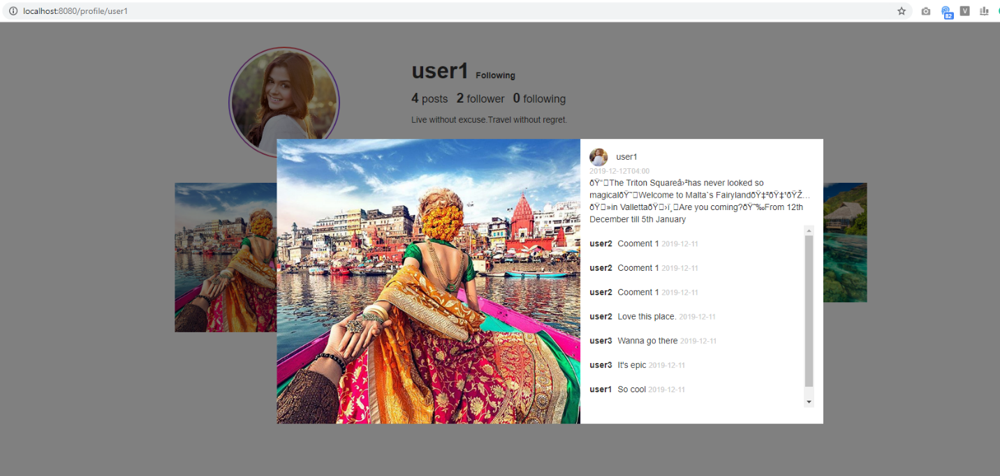 localhost:8080/profile/user1
82
V
user1 Following
4 posts 2 follower 0 following
Live without excuse.Travel without regret.
user1
2019-12-12T04:00
ðŸ“�The Triton Squareâ›²has never looked so
magicalðŸ˜�Welcome to Malta`s FairylandðŸ‡²ðŸ‡¹ðŸŽ…
ðŸ�»in VallettaðŸ�›ï¸�Are you coming?ðŸ˜‰From 12th
December till 5th January
user2 Cooment 1 2019-12-11
user2 Cooment 1 2019-12-11
user2 Cooment 1 2019-12-11
user2 Love this place. 2019-12-11
user3 Wanna go there 2019-12-11
user3 It's epic 2019-12-11
user1 So cool 2019-12-11